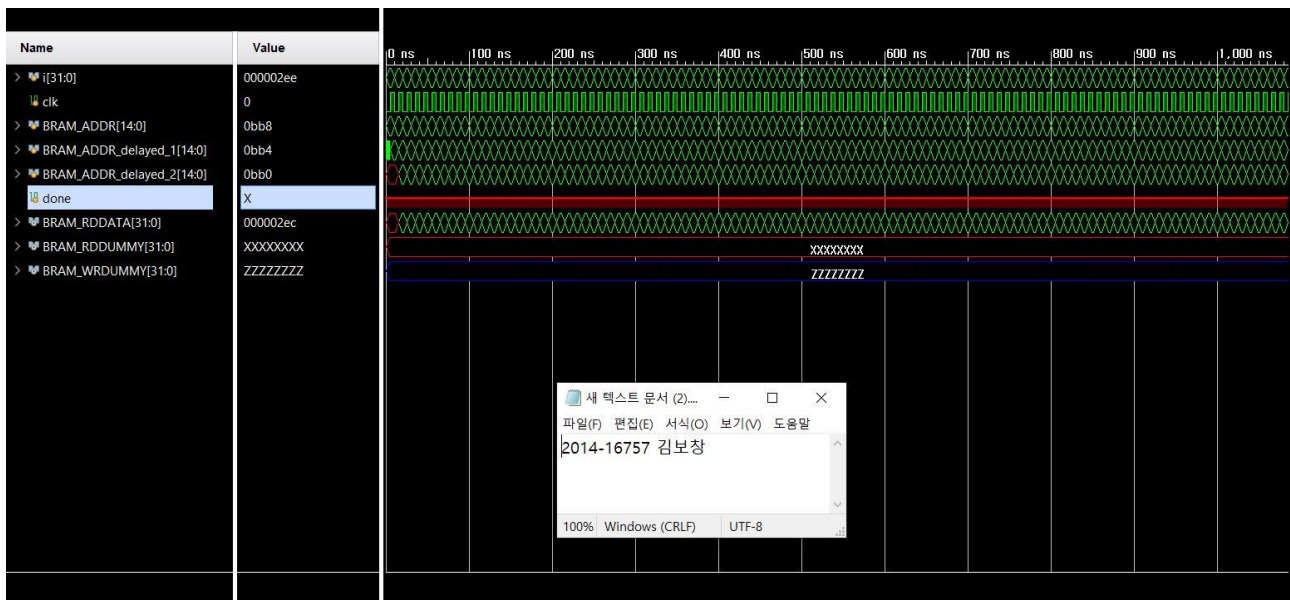 Name Value
0 ns 100 ns 200 ns 300 ns 400 ns 500 ns 600 ns 700 ns 800 ns 900 ns 1,000 ns
> i[31:0] 000002ee
clk 0
> BRAM_ADDR[14:0] 0bb8
> BRAM_ADDR_delayed_1[14:0] 0bb4
> BRAM_ADDR_delayed_2[14:0] 0bb0
done X
> BRAM_RDDATA[31:0] 000002ec
> BRAM_RDDUMMY[31:0] XXXXXXXX XXXXXXXX
> BRAM_WRDUMMY[31:0] ZZZZZZZZ ZZZZZZZZ
새 텍스트 문서 (2)....
파일(F) 편집(E) 서식(O) 보기(V) 도움말
2014-16757 김보창
100% Windows (CRLF) UTF-8